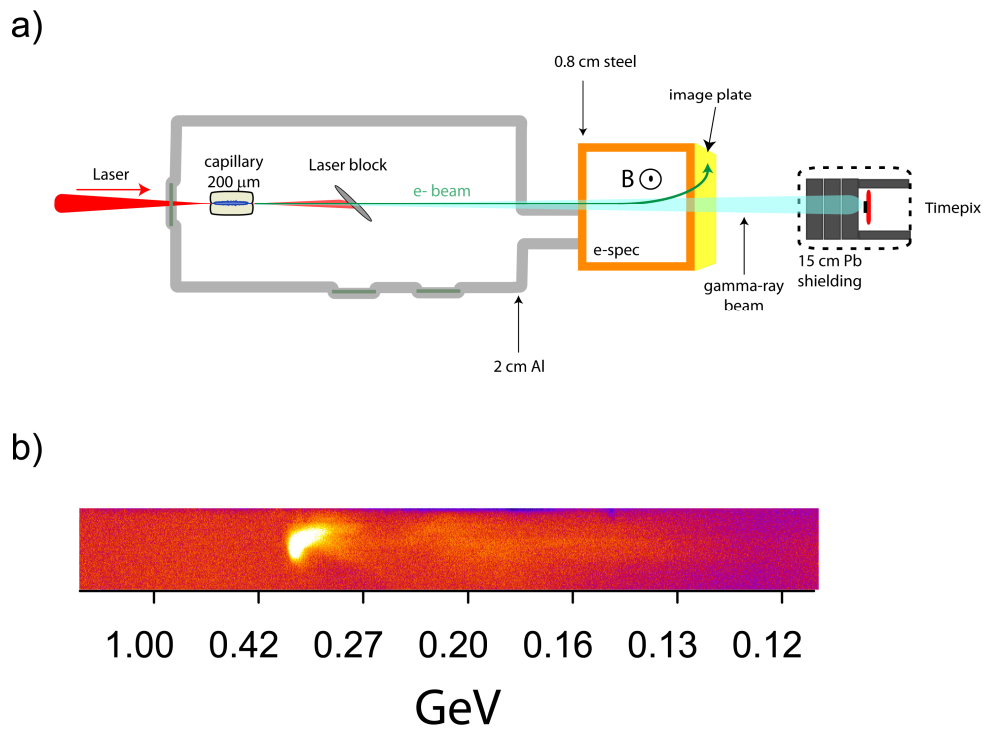 a)
0.8 cm steel
image plate
capillary
200 μm
Laser block
Laser
e- beam
B
e-spec
Timepix
15 cm Pb
shielding
gamma-ray
beam
2 cm Al
b)
1.00 0.42 0.27 0.20 0.16 0.13 0.12
GeV